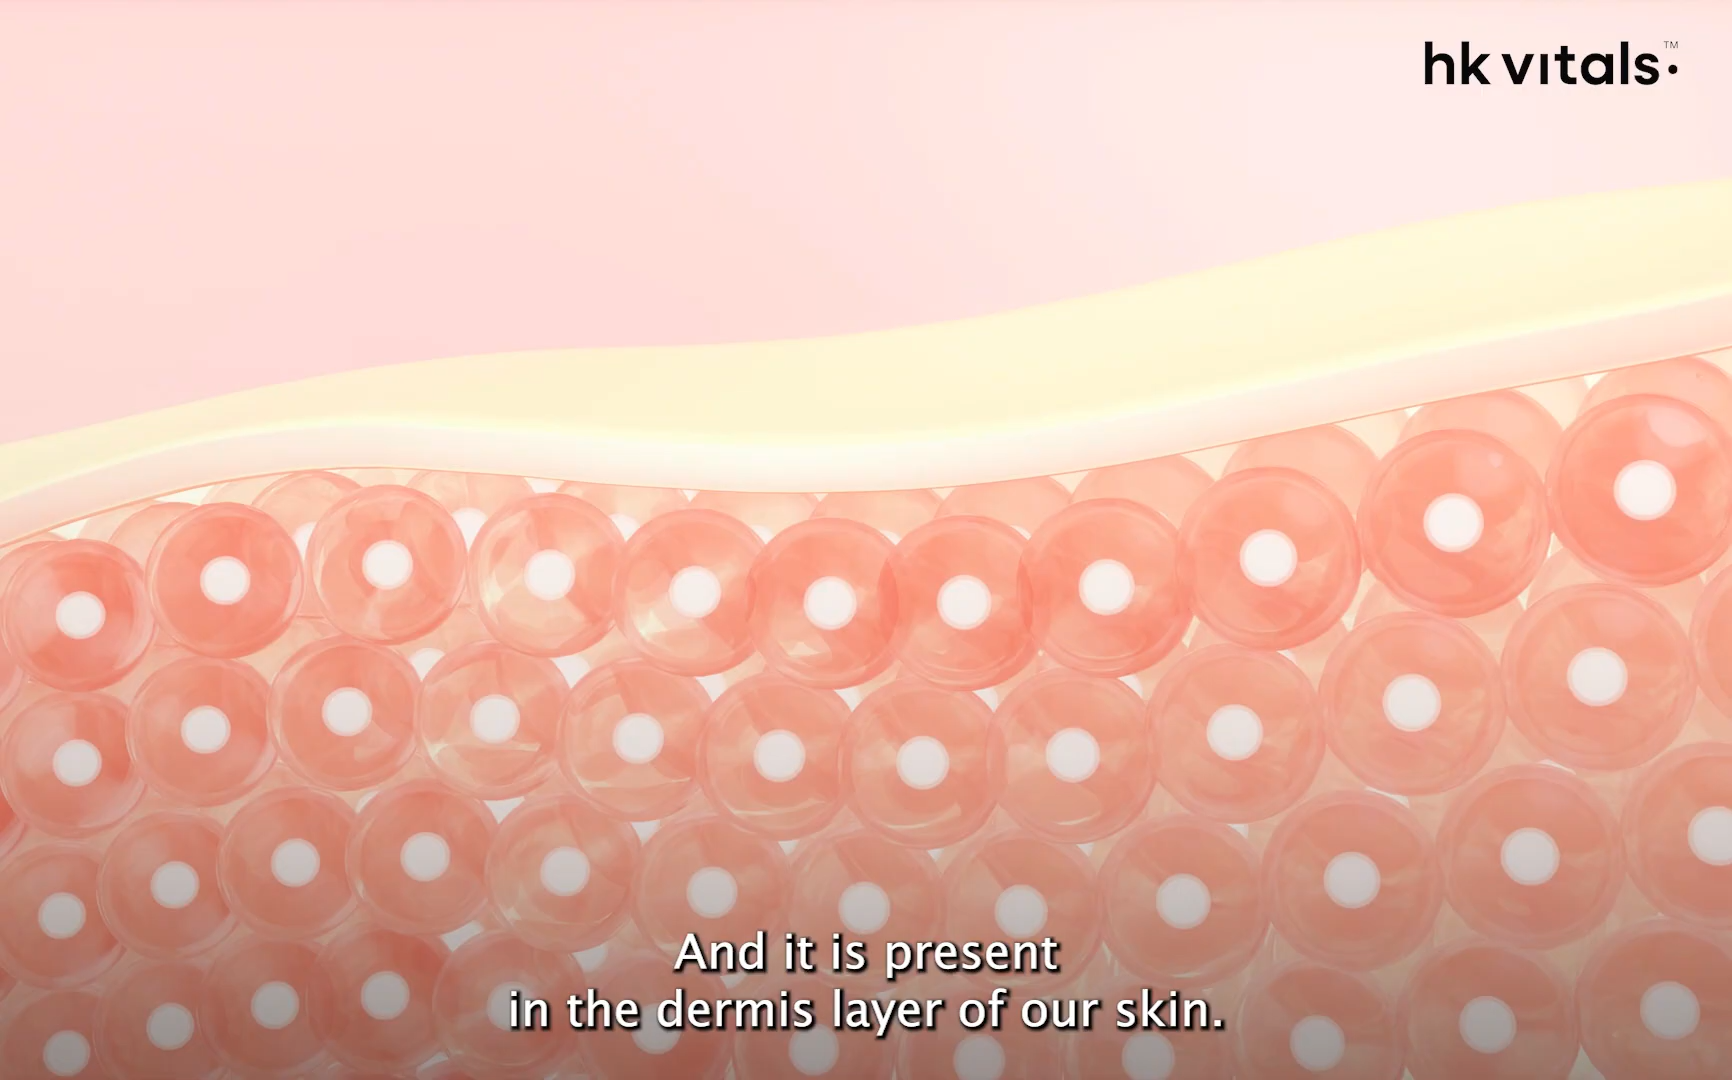 hk vitals™
And it is present
in the dermis layer of our skin.